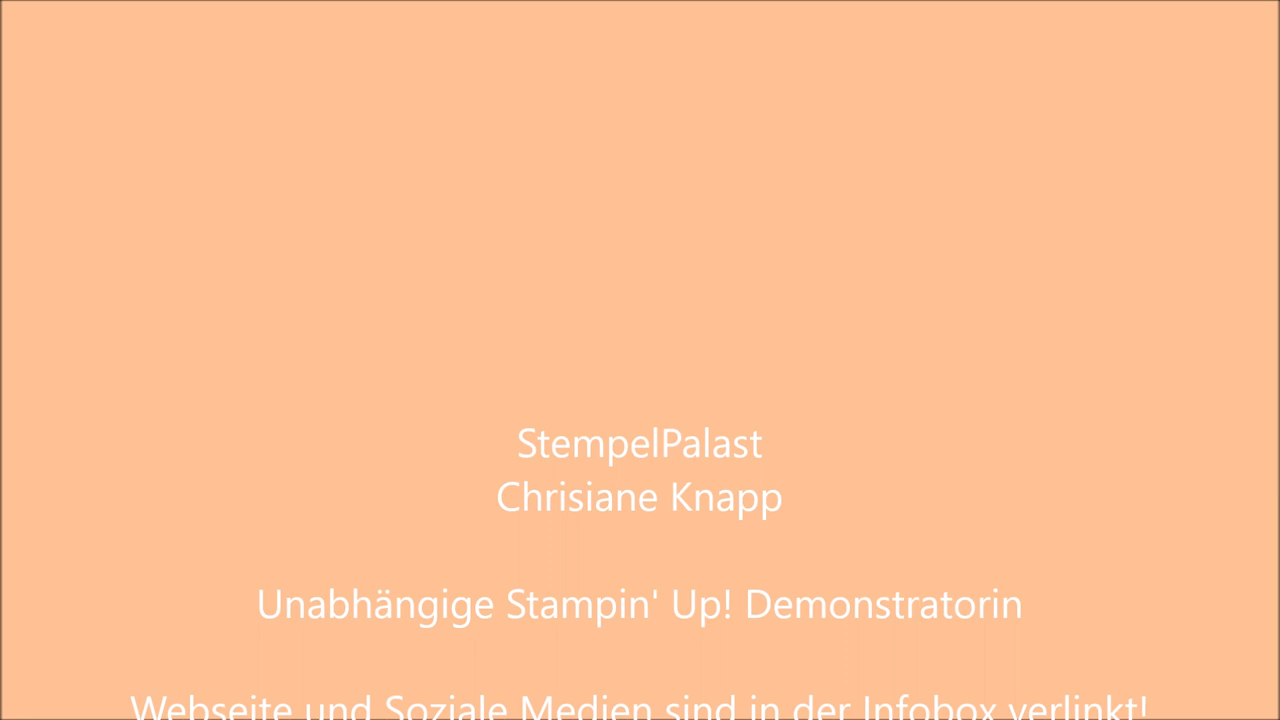 StempelPalast
Chrisiane Knapp
Unabhängige Stampin' Up! Demonstratorin
Webseite und Soziale Medien sind in der Infobox verlinkt!